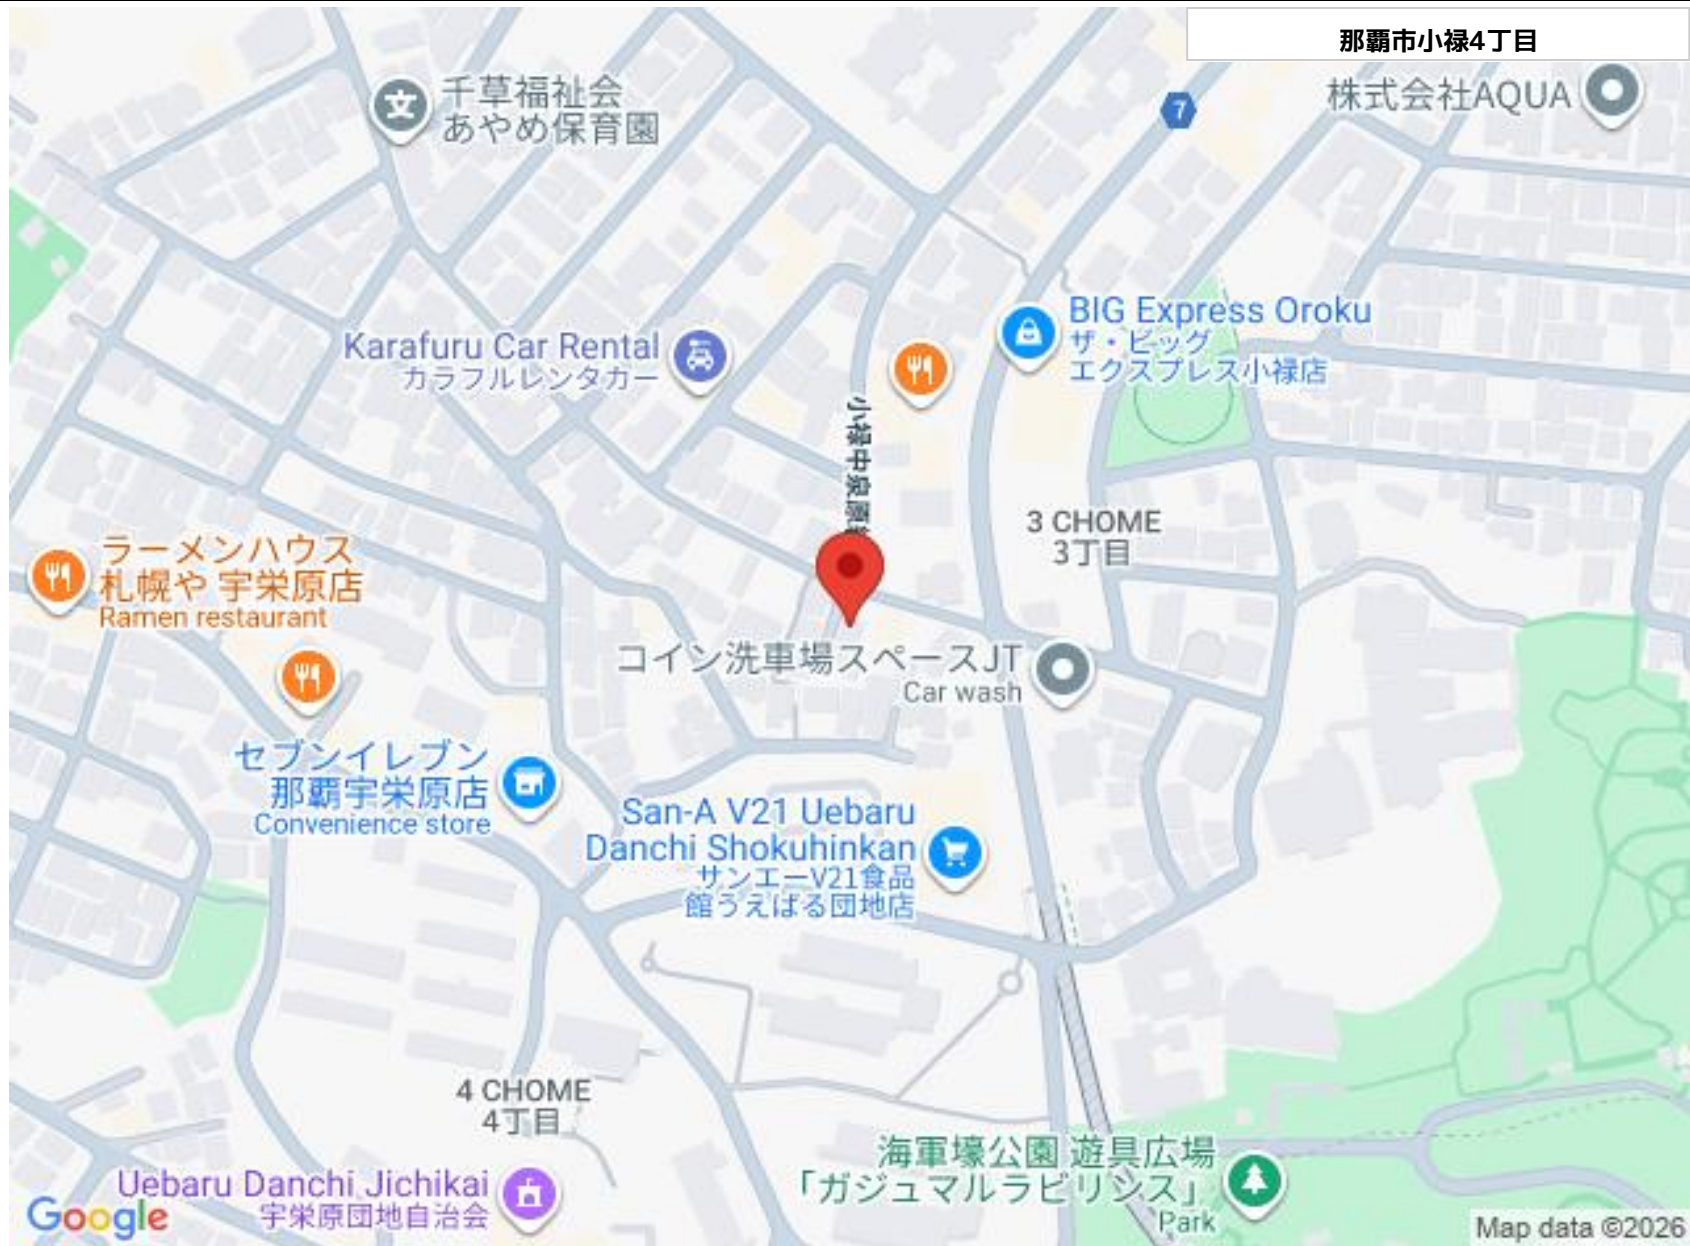 那覇市小禄4丁目
千草福祉会
あやめ保育園
7
株式会社AQUA
BIG Express Oroku
ザ・ビッグ
エクスプレス小禄店
Karafuru Car Rental
カラフルレンタカー
小禄中泉原
3 CHOME
3丁目
ラーメンハウス
札幌や 宇栄原店
Ramen restaurant
コイン洗車場スペースJT
Car wash
セブンイレブン
那覇宇栄原店
Convenience store
San-A V21 Uebaru
Danchi Shokuhinkan
サンエーV21食品
館うえばる団地店
4 CHOME
4丁目
海軍壕公園 遊具広場
「ガジュマルラビリンス」
Park
Uebaru Danchi Jichikai
宇栄原団地自治会
Google
Map data ©2026